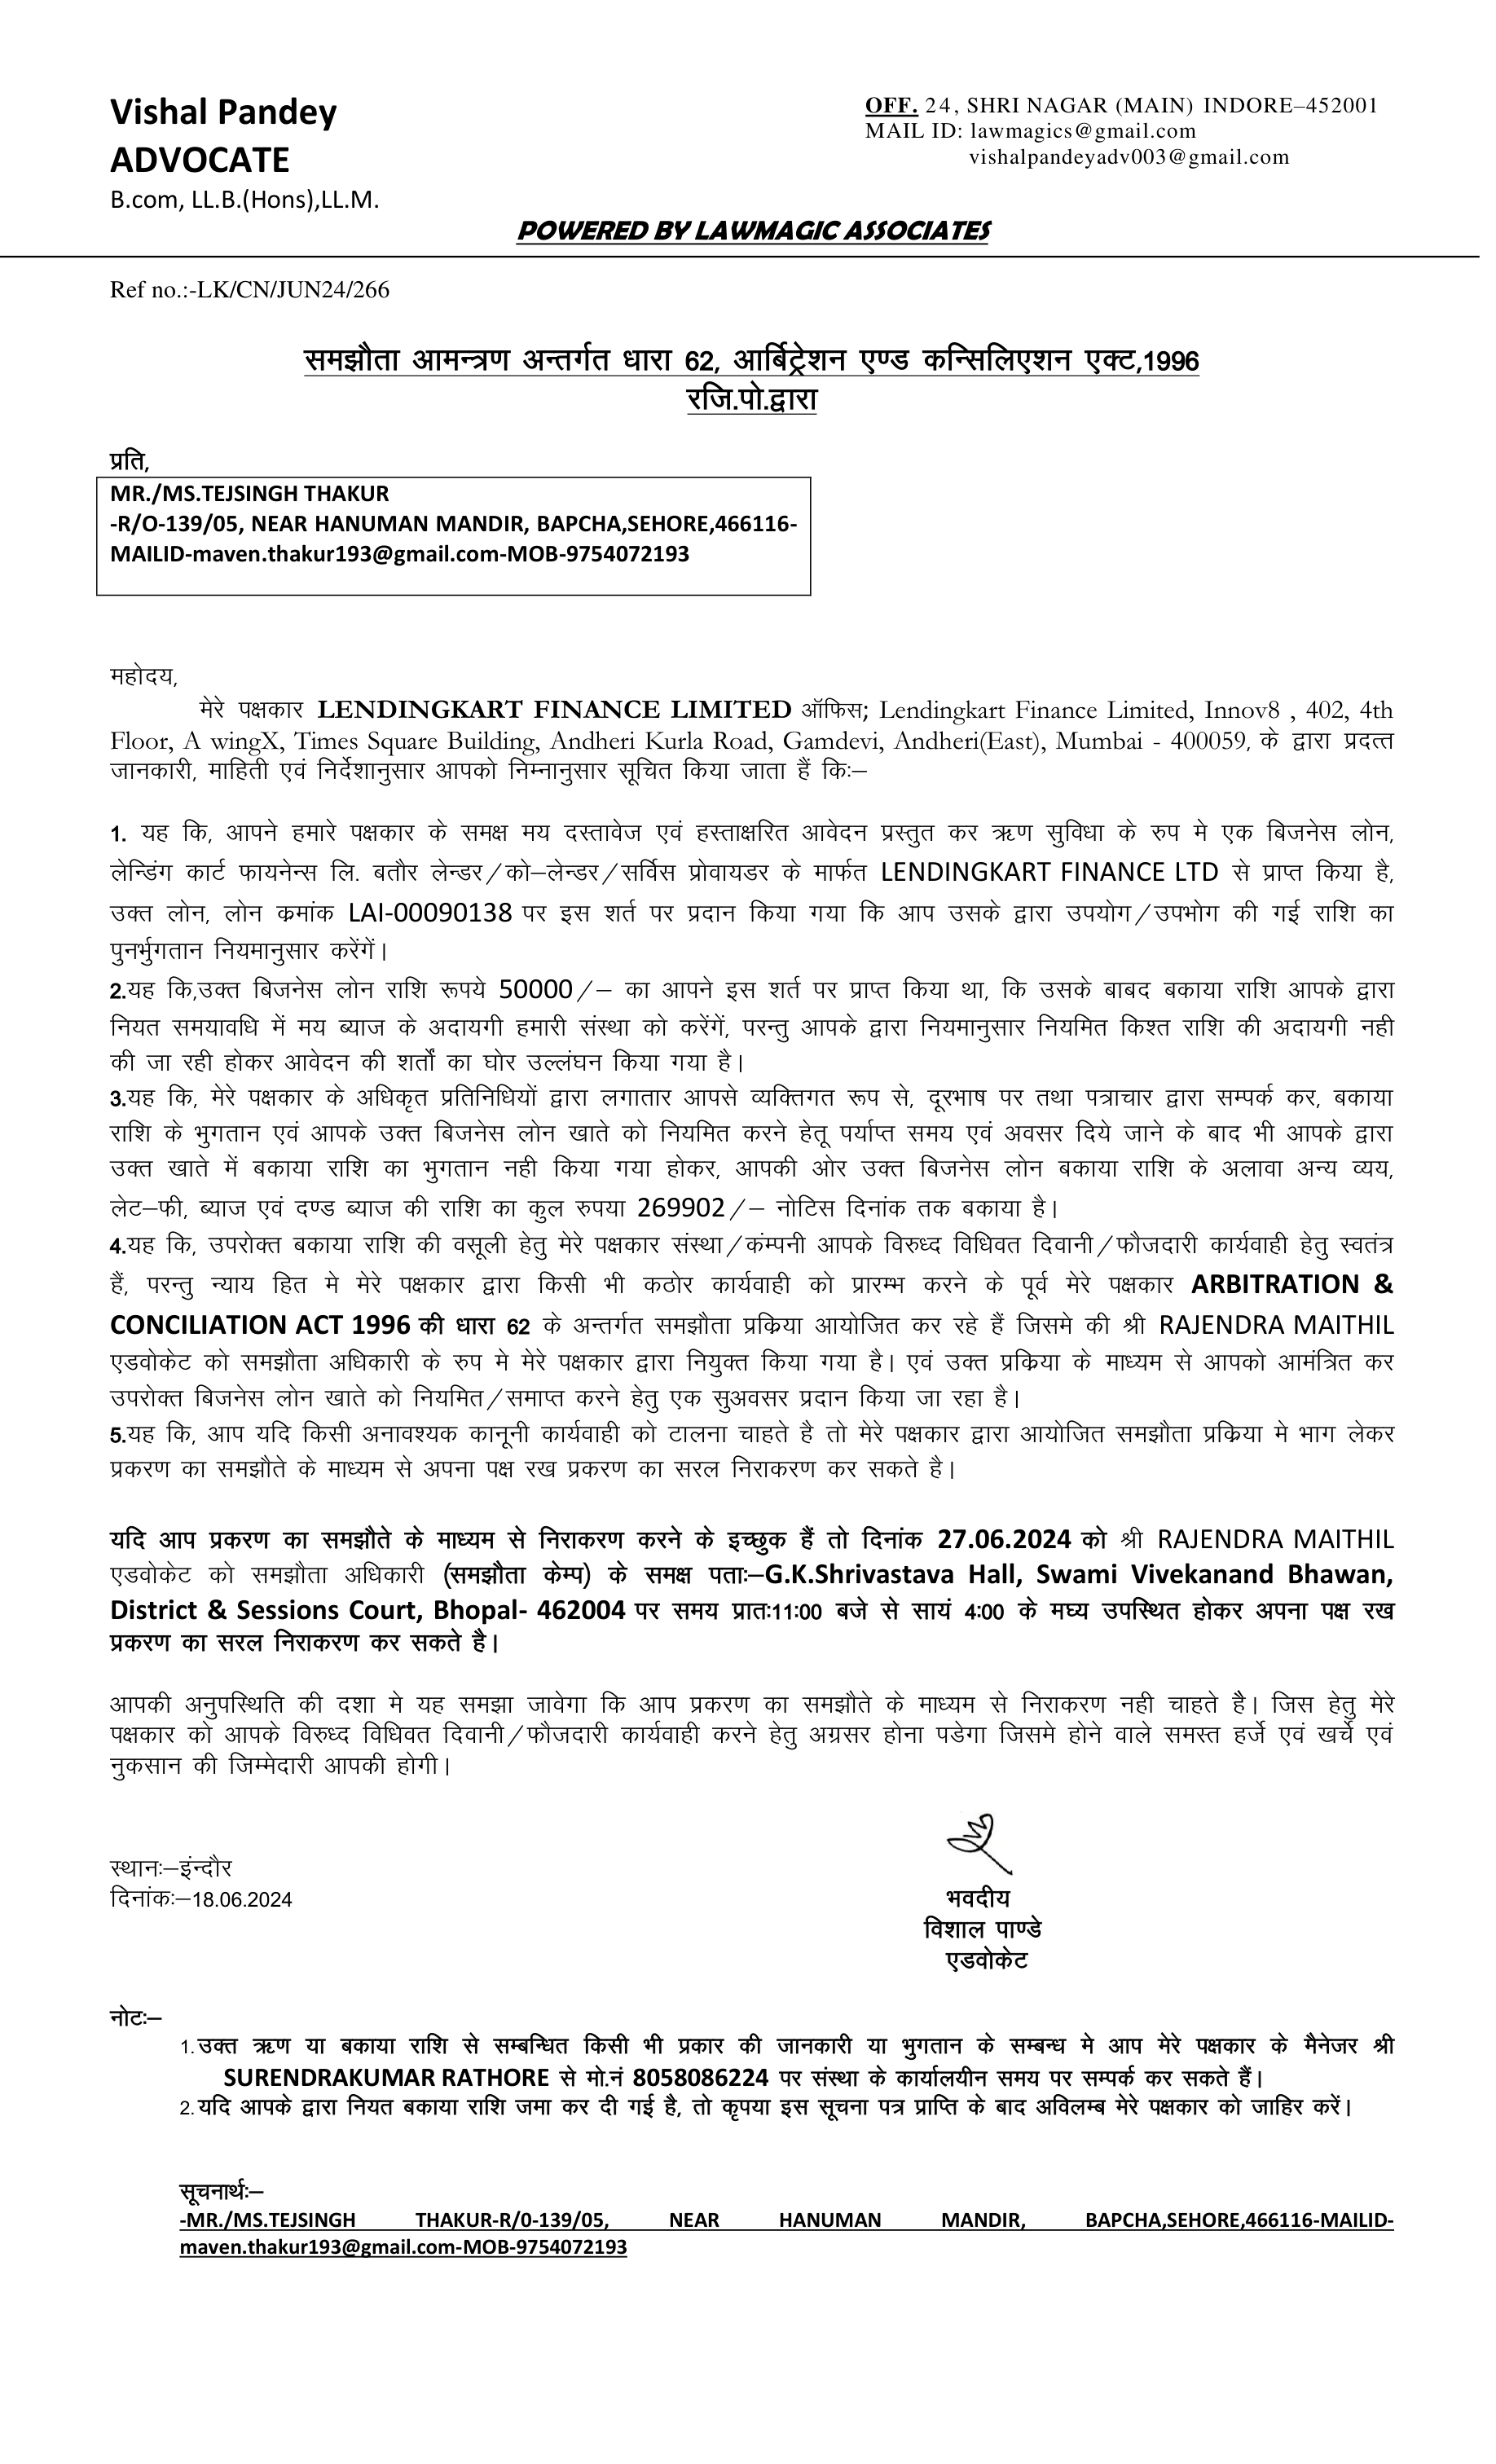 Vishal Pandey
ADVOCATE
B.com, LL.B.(Hons),LL.M.
OFF. 24, SHRI NAGAR (MAIN) INDORE–452001
MAIL ID: lawmagics@gmail.com
vishalpandeyadv003@gmail.com
POWERED BY LAWMAGIC ASSOCIATES
Ref no.:-LK/CN/JUN24/266
समझौता आमन्त्रण अन्तर्गत धारा 62, आर्बिट्रेशन एण्ड कन्सिलिएशन एक्ट,1996
रजि.पो.द्वारा
प्रति,
MR./MS.TEJSINGH THAKUR
-R/O-139/05, NEAR HANUMAN MANDIR, BAPCHA,SEHORE,466116-
MAILID-maven.thakur193@gmail.com-MOB-9754072193
महोदय,
मेरे पक्षकार LENDINGKART FINANCE LIMITED ऑफिस; Lendingkart Finance Limited, Innov8 , 402, 4th
Floor, A wingX, Times Square Building, Andheri Kurla Road, Gamdevi, Andheri(East), Mumbai - 400059, के द्वारा प्रदत्त
जानकारी, माहिती एवं निर्देशानुसार आपको निम्नानुसार सूचित किया जाता हैं कि:–
1. यह कि, आपने हमारे पक्षकार के समक्ष मय दस्तावेज एवं हस्ताक्षरित आवेदन प्रस्तुत कर ऋण सुविधा के रुप मे एक बिजनेस लोन,
लेन्डिंग कार्ट फायनेन्स लि. बतौर लेन्डर/को–लेन्डर/सर्विस प्रोवायडर के मार्फत LENDINGKART FINANCE LTD से प्राप्त किया है,
उक्त लोन, लोन क्रमांक LAI-00090138 पर इस शर्त पर प्रदान किया गया कि आप उसके द्वारा उपयोग/उपभोग की गई राशि का
पुनर्भुगतान नियमानुसार करेंगें।
2.यह कि,उक्त बिजनेस लोन राशि रूपये 50000/– का आपने इस शर्त पर प्राप्त किया था, कि उसके बाबद बकाया राशि आपके द्वारा
नियत समयावधि में मय ब्याज के अदायगी हमारी संस्था को करेंगें, परन्तु आपके द्वारा नियमानुसार नियमित किश्त राशि की अदायगी नही
की जा रही होकर आवेदन की शर्तों का घोर उल्लंघन किया गया है।
3.यह कि, मेरे पक्षकार के अधिकृत प्रतिनिधियों द्वारा लगातार आपसे व्यक्तिगत रूप से, दूरभाष पर तथा पत्राचार द्वारा सम्पर्क कर, बकाया
राशि के भुगतान एवं आपके उक्त बिजनेस लोन खाते को नियमित करने हेतू पर्याप्त समय एवं अवसर दिये जाने के बाद भी आपके द्वारा
उक्त खाते में बकाया राशि का भुगतान नही किया गया होकर, आपकी ओर उक्त बिजनेस लोन बकाया राशि के अलावा अन्य व्यय,
लेट–फी, ब्याज एवं दण्ड ब्याज की राशि का कुल रुपया 269902/– नोटिस दिनांक तक बकाया है।
4.यह कि, उपरोक्त बकाया राशि की वसूली हेतु मेरे पक्षकार संस्था/कंम्पनी आपके विरुध्द विधिवत दिवानी/फौजदारी कार्यवाही हेतु स्वतंत्र
हैं, परन्तु न्याय हित मे मेरे पक्षकार द्वारा किसी भी कठोर कार्यवाही को प्रारम्भ करने के पूर्व मेरे पक्षकार ARBITRATION &
CONCILIATION ACT 1996 की धारा 62 के अन्तर्गत समझौता प्रक्रिया आयोजित कर रहे हैं जिसमे की श्री RAJENDRA MAITHIL
एडवोकेट को समझौता अधिकारी के रुप मे मेरे पक्षकार द्वारा नियुक्त किया गया है। एवं उक्त प्रक्रिया के माध्यम से आपको आमंत्रित कर
उपरोक्त बिजनेस लोन खाते को नियमित/समाप्त करने हेतु एक सुअवसर प्रदान किया जा रहा है।
5.यह कि, आप यदि किसी अनावश्यक कानूनी कार्यवाही को टालना चाहते है तो मेरे पक्षकार द्वारा आयोजित समझौता प्रक्रिया मे भाग लेकर
प्रकरण का समझौते के माध्यम से अपना पक्ष रख प्रकरण का सरल निराकरण कर सकते है।
यदि आप प्रकरण का समझौते के माध्यम से निराकरण करने के इच्छुक हैं तो दिनांक 27.06.2024 को श्री RAJENDRA MAITHIL
एडवोकेट को समझौता अधिकारी (समझौता केम्प) के समक्ष पता:–G.K.Shrivastava Hall, Swami Vivekanand Bhawan,
District & Sessions Court, Bhopal- 462004 पर समय प्रात:11:00 बजे से सायं 4:00 के मघ्य उपस्थित होकर अपना पक्ष रख
प्रकरण का सरल निराकरण कर सकते है।
आपकी अनुपस्थिति की दशा मे यह समझा जावेगा कि आप प्रकरण का समझौते के माध्यम से निराकरण नही चाहते है। जिस हेतु मेरे
पक्षकार को आपके विरुध्द विधिवत दिवानी/फौजदारी कार्यवाही करने हेतु अग्रसर होना पडेगा जिसमे होने वाले समस्त हर्जे एवं खर्चे एवं
नुकसान की जिम्मेदारी आपकी होगी।
स्थान:–इंन्दौर
दिनांक:–18.06.2024
भवदीय
विशाल पाण्डे
एडवोकेट
नोट:–
1.उक्त ऋण या बकाया राशि से सम्बन्धित किसी भी प्रकार की जानकारी या भुगतान के सम्बन्ध मे आप मेरे पक्षकार के मैनेजर श्री
SURENDRAKUMAR RATHORE से मो.नं 8058086224 पर संस्था के कार्यालयीन समय पर सम्पर्क कर सकते हैं।
2.यदि आपके द्वारा नियत बकाया राशि जमा कर दी गई है, तो कृपया इस सूचना पत्र प्राप्ति के बाद अविलम्ब मेरे पक्षकार को जाहिर करें।
सूचनार्थ:–
-MR./MS.TEJSINGH THAKUR-R/0-139/05, NEAR HANUMAN MANDIR, BAPCHA,SEHORE,466116-MAILID-
maven.thakur193@gmail.com-MOB-9754072193